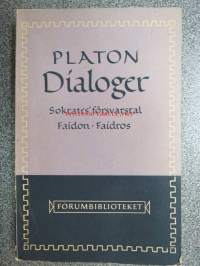 PLATON
Dialoger
Sokrates' försvarstal
Faidon · Faidros
FORUMBIBLIOTEKET